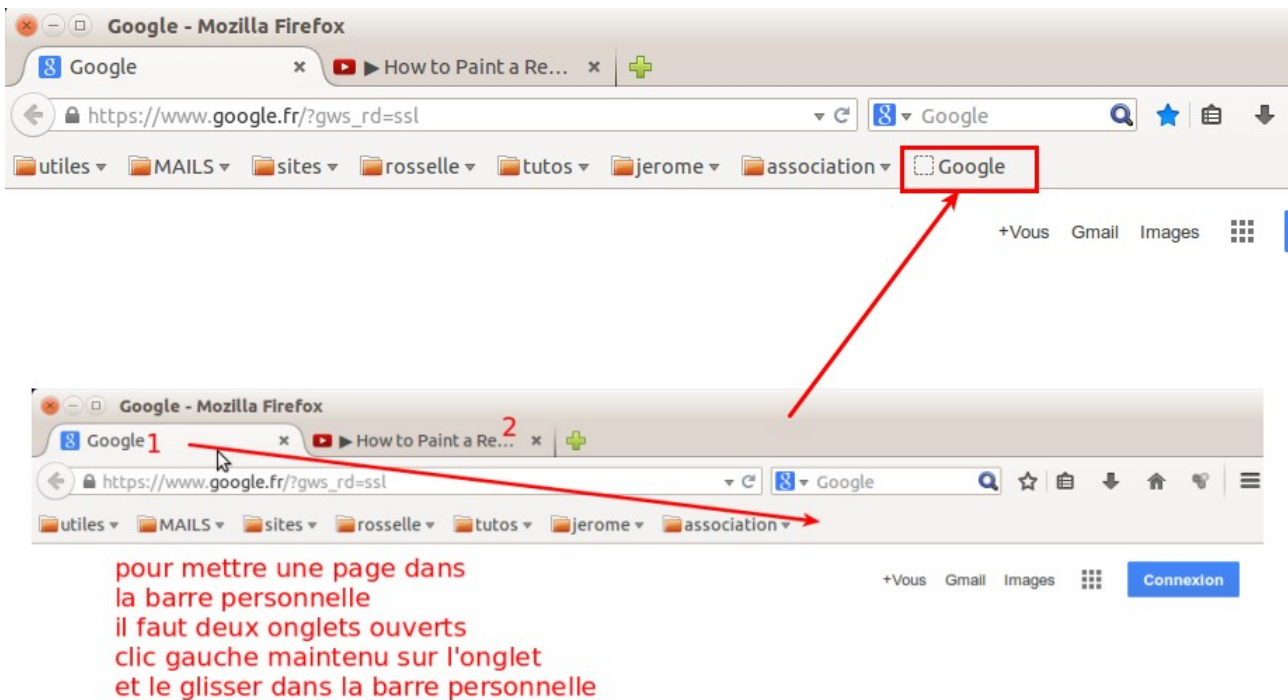 Google - Mozilla Firefox
Google × ▶ How to Paint a Re... ×
https://www.google.fr/?gws_rd=ssl Google
utiles MAILS sites rosselle tutos jerome association Google
+Vous Gmail Images
Google - Mozilla Firefox
Google 1 × ▶ How to Paint a Re... 2 ×
https://www.google.fr/?gws_rd=ssl Google
utiles MAILS sites rosselle tutos jerome association
+Vous Gmail Images Connexion
pour mettre une page dans
la barre personnelle
il faut deux onglets ouverts
clic gauche maintenu sur l'onglet
et le glisser dans la barre personnelle